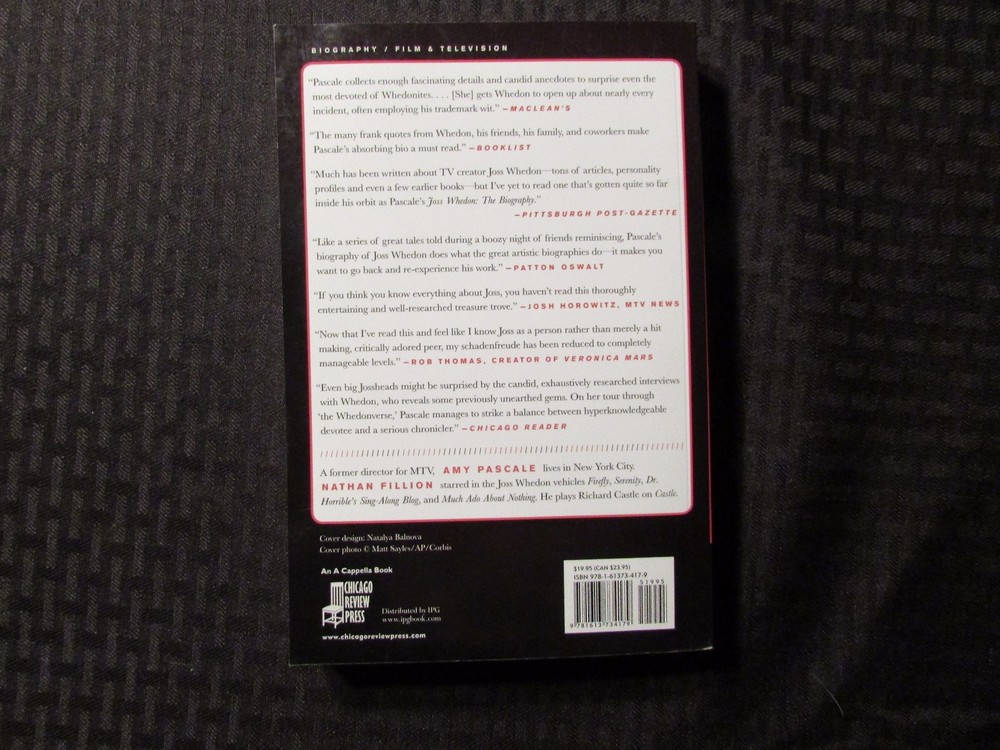 BIOGRAPHY / FILM & TELEVISION
“Pascale collects enough fascinating details and candid anecdotes to surprise even the
most devoted of Whedonites. . . . [She] gets Whedon to open up about nearly every
incident, often employing his trademark wit.” —MACLEAN’S
“The many frank quotes from Whedon, his friends, his family, and coworkers make
Pascale’s absorbing bio a must read.” —BOOKLIST
“Much has been written about TV creator Joss Whedon—tons of articles, personality
profiles and even a few earlier books—but I’ve yet to read one that’s gotten quite so far
inside his orbit as Pascale’s Joss Whedon: The Biography.”
—PITTSBURGH POST-GAZETTE
“Like a series of great tales told during a boozy night of friends reminiscing, Pascale’s
biography of Joss Whedon does what the great artistic biographies do—it makes you
want to go back and re-experience his work.” —PATTON OSWALT
“If you think you know everything about Joss, you haven’t read this thoroughly
entertaining and well-researched treasure trove.” —JOSH HOROWITZ, MTV NEWS
“Now that I’ve read this and feel like I know Joss as a person rather than merely a hit
making, critically adored peer, my schadenfreude has been reduced to completely
manageable levels.” —ROB THOMAS, CREATOR OF VERONICA MARS
“Even big Jossheads might be surprised by the candid, exhaustively researched interviews
with Whedon, who reveals some previously unearthed gems. On her tour through
‘the Whedonverse,’ Pascale manages to strike a balance between hyperknowledgeable
devotee and a serious chronicler.” —CHICAGO READER
A former director for MTV, AMY PASCALE lives in New York City.
NATHAN FILLION starred in the Joss Whedon vehicles Firefly, Serenity, Dr.
Horrible’s Sing-Along Blog, and Much Ado About Nothing. He plays Richard Castle on Castle.
Cover design: Natalya Balnova
Cover photo © Matt Sayles/AP/Corbis
An A Cappella Book
CHICAGO
REVIEW
PRESS
Distributed by IPG
www.ipgbook.com
www.chicagoreviewpress.com
$19.95 (CAN $23.95)
ISBN 978-1-61373-417-9
51995
9 781613 734179